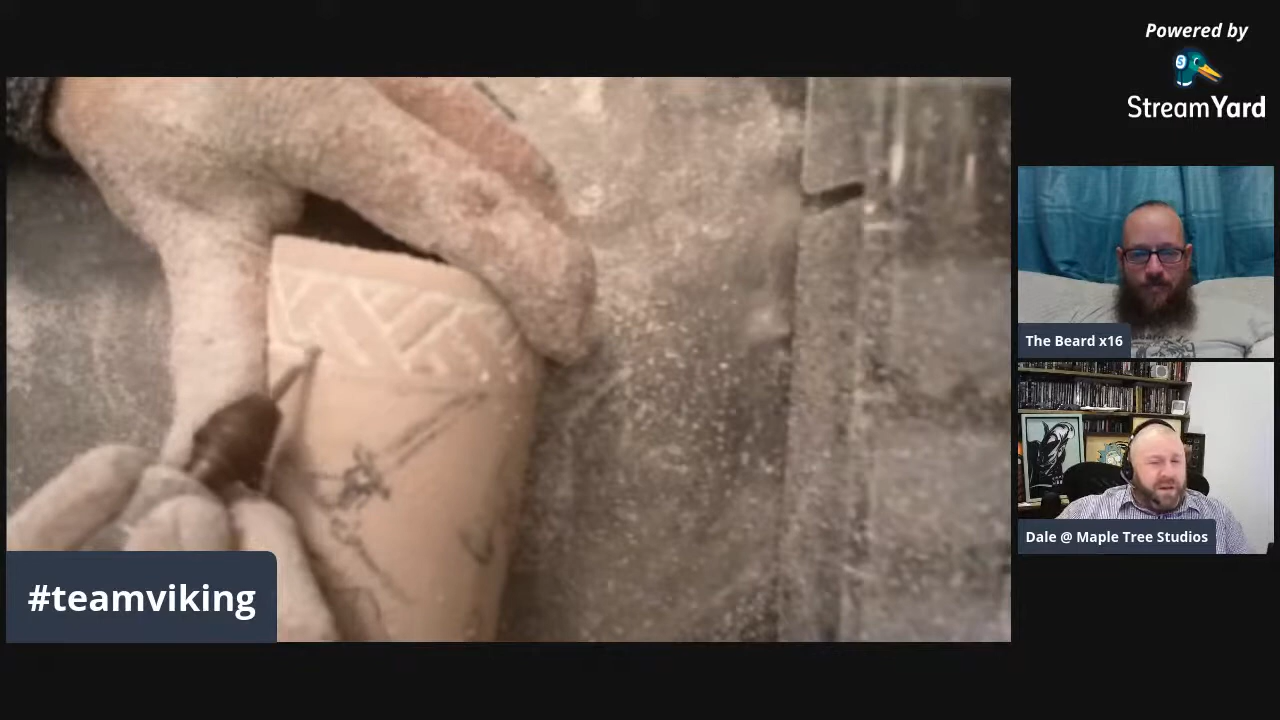 Powered by
StreamYard
The Beard x16
Dale @ Maple Tree Studios
#teamviking